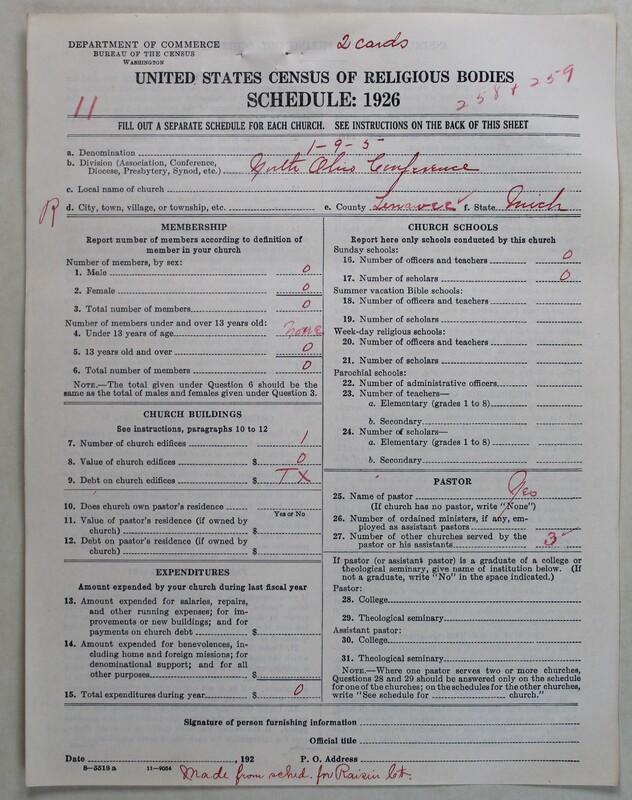 DEPARTMENT OF COMMERCE
BUREAU OF THE CENSUS
WASHINGTON
2 cards
UNITED STATES CENSUS OF RELIGIOUS BODIES
SCHEDULE: 1926
11
258 + 259
FILL OUT A SEPARATE SCHEDULE FOR EACH CHURCH. SEE INSTRUCTIONS ON THE BACK OF THIS SHEET
a. Denomination 1-9-5
b. Division (Association, Conference, Diocese, Presbytery, Synod, etc.) North Ohio Conference
c. Local name of church
R d. City, town, village, or township, etc. e. County Lenawee ✓ f. State Mich
MEMBERSHIP
Report number of members according to definition of
member in your church
Number of members, by sex:
1. Male 0
2. Female 0
3. Total number of members 0
Number of members under and over 13 years old:
4. Under 13 years of age None
5. 13 years old and over 0
6. Total number of members 0
NOTE.—The total given under Question 6 should be
same as the total of males and females given under Question 3.
CHURCH BUILDINGS
See instructions, paragraphs 10 to 12
7. Number of church edifices 1
8. Value of church edifices $ 0
9. Debt on church edifices $ TX
10. Does church own pastor's residence
Yes or No
11. Value of pastor's residence (if owned by
church) $
12. Debt on pastor's residence (if owned by
church) $
EXPENDITURES
Amount expended by your church during last fiscal year
13. Amount expended for salaries, repairs,
and other running expenses; for im-
provements or new buildings; and for
payments on church debt $
14. Amount expended for benevolences, in-
cluding home and foreign missions; for
denominational support; and for all
other purposes $
15. Total expenditures during year $ 0
CHURCH SCHOOLS
Report here only schools conducted by this church
Sunday schools:
16. Number of officers and teachers 0
17. Number of scholars 0
Summer vacation Bible schools:
18. Number of officers and teachers
19. Number of scholars
Week-day religious schools:
20. Number of officers and teachers
21. Number of scholars
Parochial schools:
22. Number of administrative officers
23. Number of teachers—
a. Elementary (grades 1 to 8)
b. Secondary
24. Number of scholars—
a. Elementary (grades 1 to 8)
b. Secondary
PASTOR
25. Name of pastor Yes
(If church has no pastor, write "None")
26. Number of ordained ministers, if any, em-
ployed as assistant pastors
27. Number of other churches served by the
pastor or his assistants 3 ✓
If pastor (or assistant pastor) is a graduate of a college or
theological seminary, give name of institution below. (If
not a graduate, write "No" in the space indicated.)
Pastor:
28. College
29. Theological seminary
Assistant pastor:
30. College
31. Theological seminary
NOTE.—Where one pastor serves two or more churches,
Questions 28 and 29 should be answered only on the schedule
for one of the churches; on the schedules for the other churches,
write "See schedule for church."
Signature of person furnishing information
Official title
Date , 192 P. O. Address
8—5518 a 11—9054
Made from sched. for Raisin Ct.